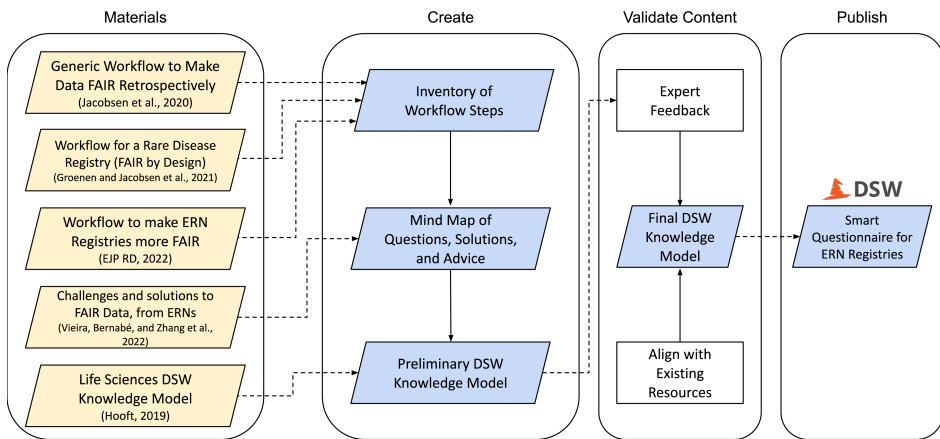 Materials
Create
Validate Content
Publish
Generic Workflow to Make
Data FAIR Retrospectively
(Jacobsen et al., 2020)
Workflow for a Rare Disease
Registry (FAIR by Design)
(Groenen and Jacobsen et al., 2021)
Workflow to make ERN
Registries more FAIR
(EJP RD, 2022)
Challenges and solutions to
FAIR Data, from ERNs
(Vieira, Bernabé, and Zhang et al.,
2022)
Life Sciences DSW
Knowledge Model
(Hooft, 2019)
Inventory of
Workflow Steps
Mind Map of
Questions, Solutions,
and Advice
Preliminary DSW
Knowledge Model
Expert
Feedback
Final DSW
Knowledge
Model
Align with
Existing
Resources
DSW
Smart
Questionnaire for
ERN Registries